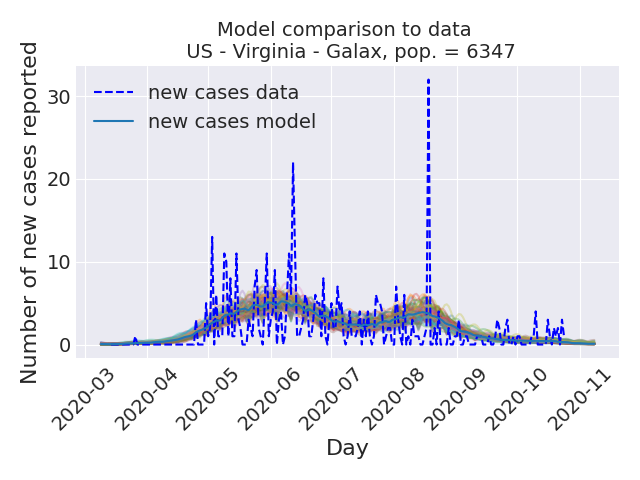 Model comparison to data
US - Virginia - Galax, pop. = 6347
Number of new cases reported
30
20
10
0
new cases data
new cases model
2020-03
2020-04
2020-05
2020-06
2020-07
2020-08
2020-09
2020-10
2020-11
Day